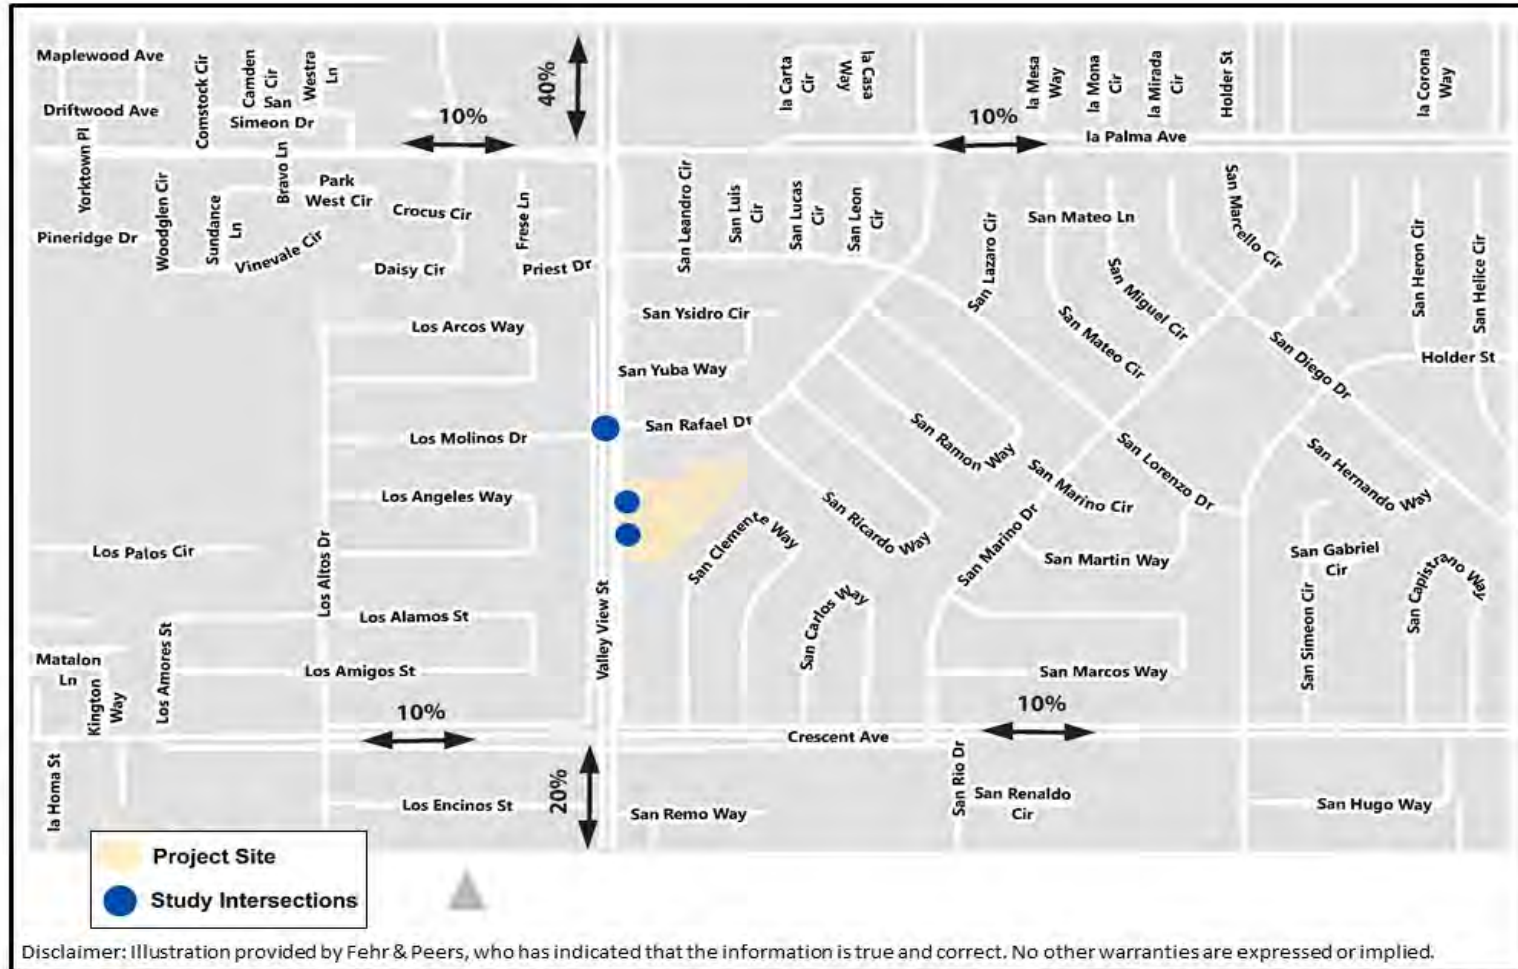 Maplewood Ave
Driftwood Ave
Yorktown Pl
Pineridge Dr
Comstock Cir
Camden
Cir
Westra
Ln
San
Simeon Dr
Bravo Ln
Park
West Cir
Woodglen Cir
Sundance
Ln
Vinevale Cir
Crocus Cir
Daisy Cir
Frese Ln
Priest Dr
10%
40%
la Carta
Cir
la Casa
Way
10%
la Mesa
Way
la Mona
Cir
la Mirada
Cir
Holder St
la Corona
Way
la Palma Ave
San Leandro Cir
San Luis
Cir
San Lucas
Cir
San Leon
Cir
San Lazaro Cir
San Mateo Ln
San Marcello Cir
San Miguel Cir
San Mateo Cir
San Heron Cir
San Helice Cir
San Ysidro Cir
San Yuba Way
San Rafael Dr
San Diego Dr
Holder St
Los Arcos Way
Los Molinos Dr
Los Angeles Way
Los Palos Cir
Los Altos Dr
Los Alamos St
Los Amigos St
Los Amores St
Matalon
Ln
Kington
Way
Valley View St
San Clemente Way
San Ricardo Way
San Ramon Way
San Marino Cir
San Lorenzo Dr
San Marino Dr
San Martin Way
San Carlos Way
San Marcos Way
San Hernando Way
San Gabriel
Cir
San Simeon Cir
San Capistrano Way
10%
10%
Crescent Ave
20%
la Homa St
Los Encinos St
San Remo Way
San Rio Dr
San Renaldo
Cir
San Hugo Way
Project Site
Study Intersections
Disclaimer: Illustration provided by Fehr & Peers, who has indicated that the information is true and correct. No other warranties are expressed or implied.